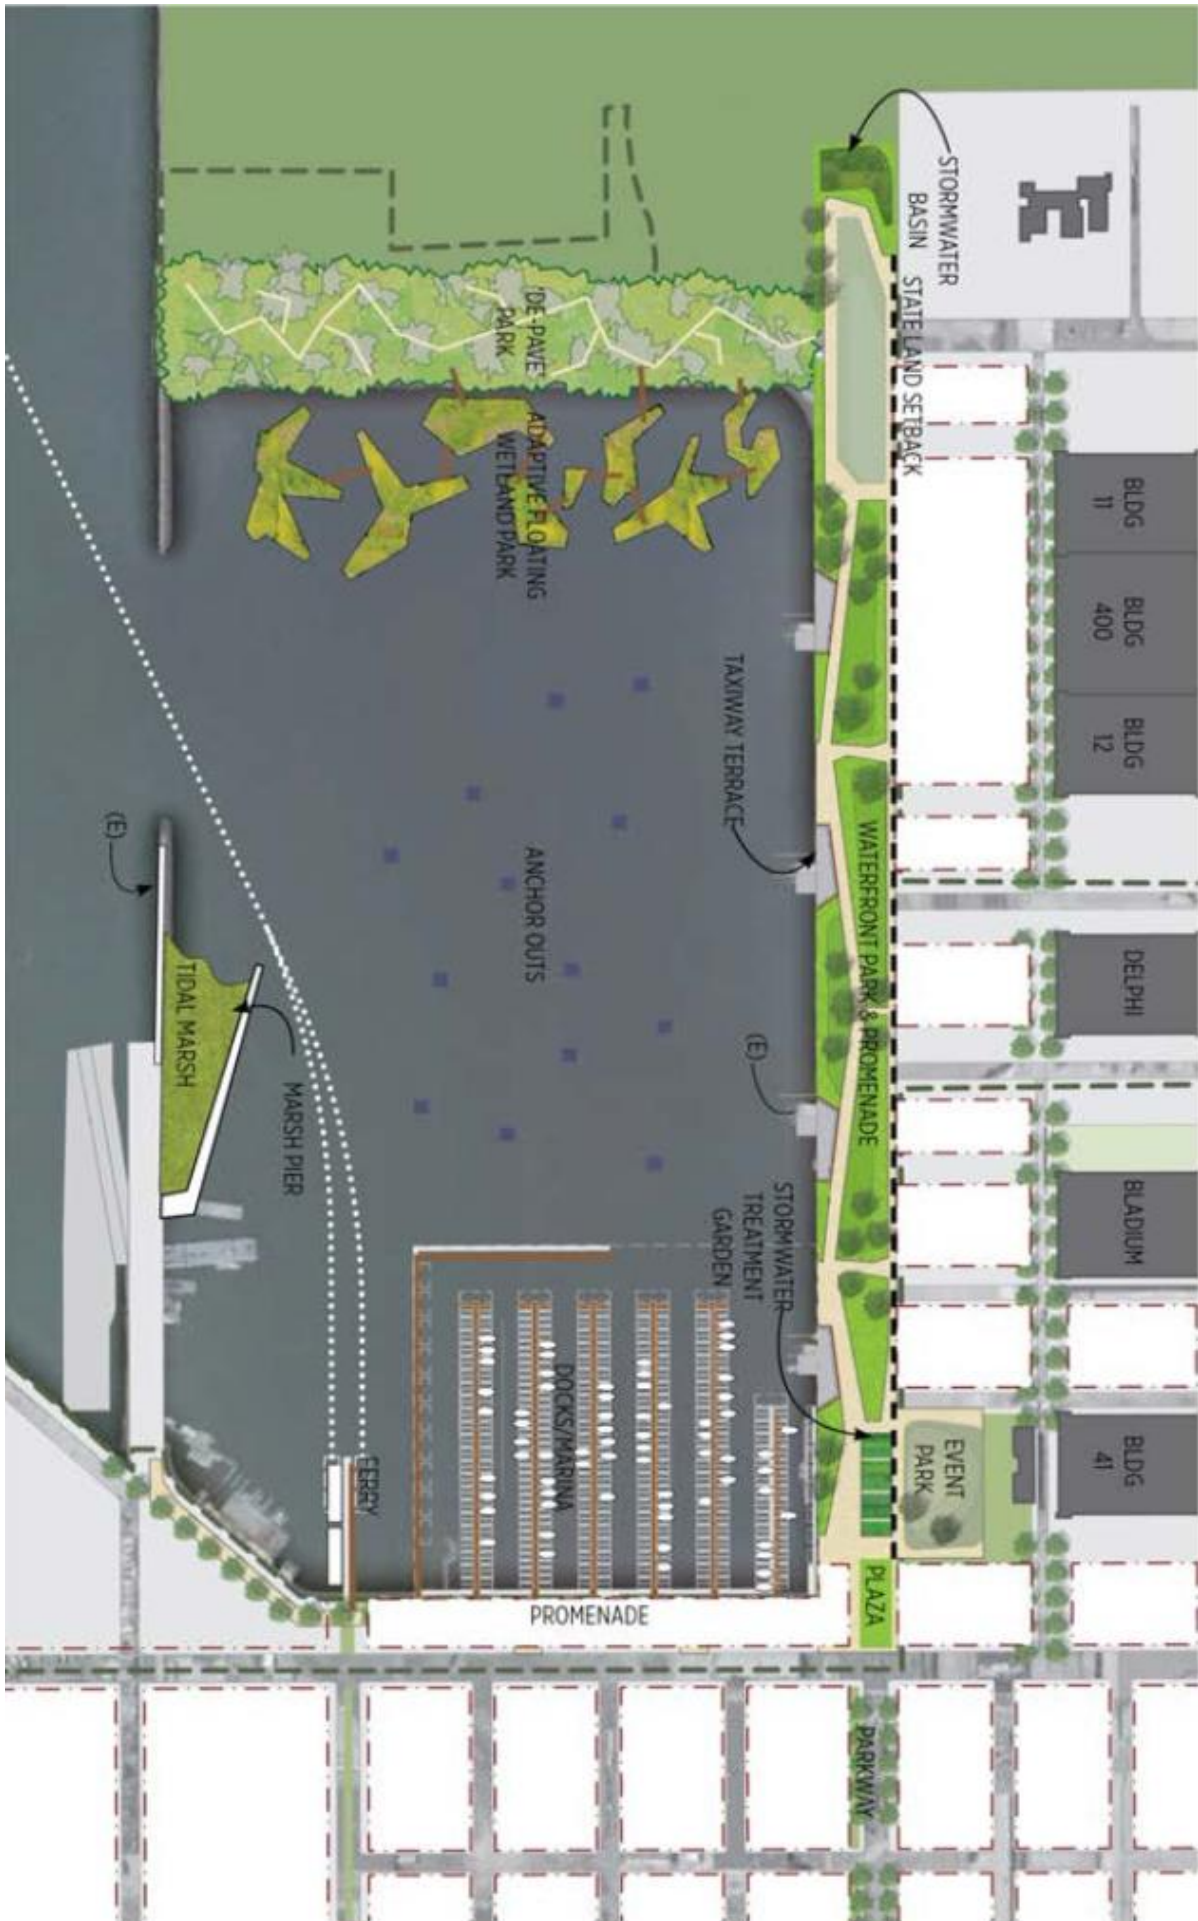 STORMWATER
BASIN
STATE LAND SETBACK
BLDG
11
BLDG
400
BLDG
12
DELPHI
BLADIUM
BLDG
41
'DE-PAVE'
PARK
ADAPTIVE FLOATING
WETLAND PARK
TAXIWAY TERRACE
WATERFRONT PARK & PROMENADE
ANCHOR OUTS
(E)
(E)
TIDAL MARSH
MARSH PIER
STORMWATER
TREATMENT
GARDEN
EVENT
PARK
DOCKS/MARINA
FERRY
PLAZA
PROMENADE
PARKWAY